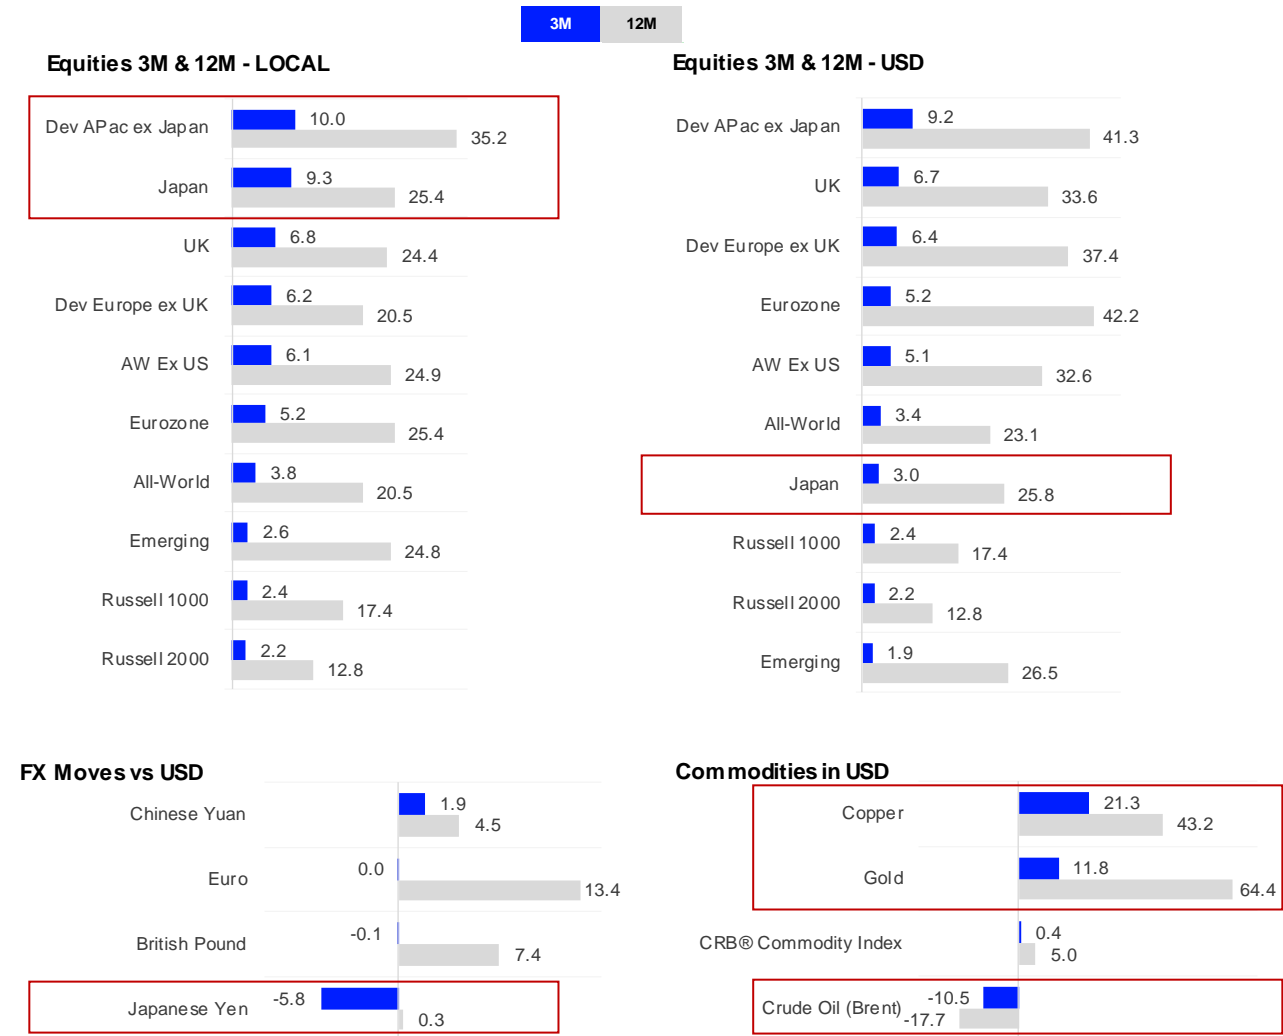 3M 12M
Equities 3M & 12M - LOCAL
Dev APac ex Japan 10.0 35.2
Japan 9.3 25.4
UK 6.8 24.4
Dev Europe ex UK 6.2 20.5
AW Ex US 6.1 24.9
Eurozone 5.2 25.4
All-World 3.8 20.5
Emerging 2.6 24.8
Russell 1000 2.4 17.4
Russell 2000 2.2 12.8
Equities 3M & 12M - USD
Dev APac ex Japan 9.2 41.3
UK 6.7 33.6
Dev Europe ex UK 6.4 37.4
Eurozone 5.2 42.2
AW Ex US 5.1 32.6
All-World 3.4 23.1
Japan 3.0 25.8
Russell 1000 2.4 17.4
Russell 2000 2.2 12.8
Emerging 1.9 26.5
FX Moves vs USD
Chinese Yuan 1.9 4.5
Euro 0.0 13.4
British Pound -0.1 7.4
Japanese Yen -5.8 0.3
Commodities in USD
Copper 21.3 43.2
Gold 11.8 64.4
CRB® Commodity Index 0.4 5.0
Crude Oil (Brent) -10.5 -17.7